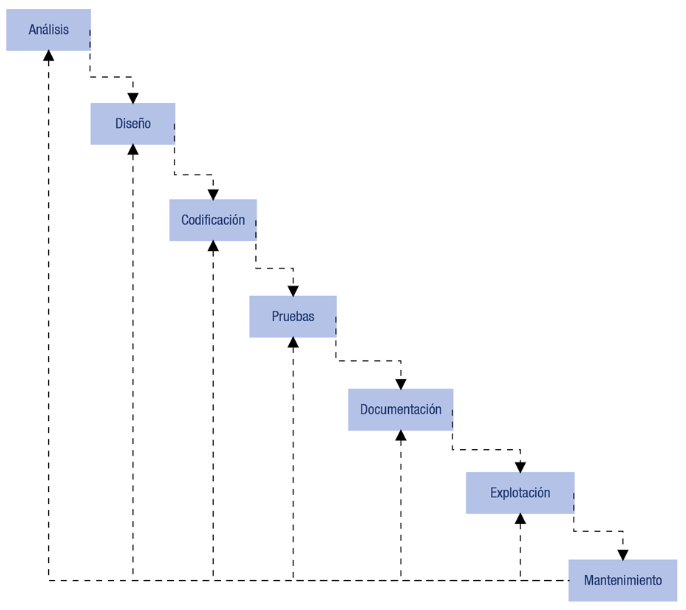 Análisis
Diseño
Codificación
Pruebas
Documentación
Explotación
Mantenimiento